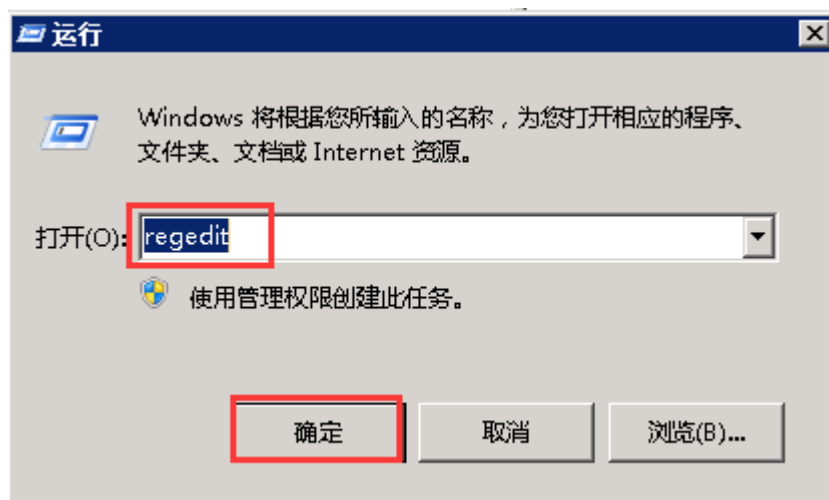 运行
Windows 将根据您所输入的名称，为您打开相应的程序、
文件夹、文档或 Internet 资源。
打开(O): regedit
使用管理权限创建此任务。
确定 取消 浏览(B)...